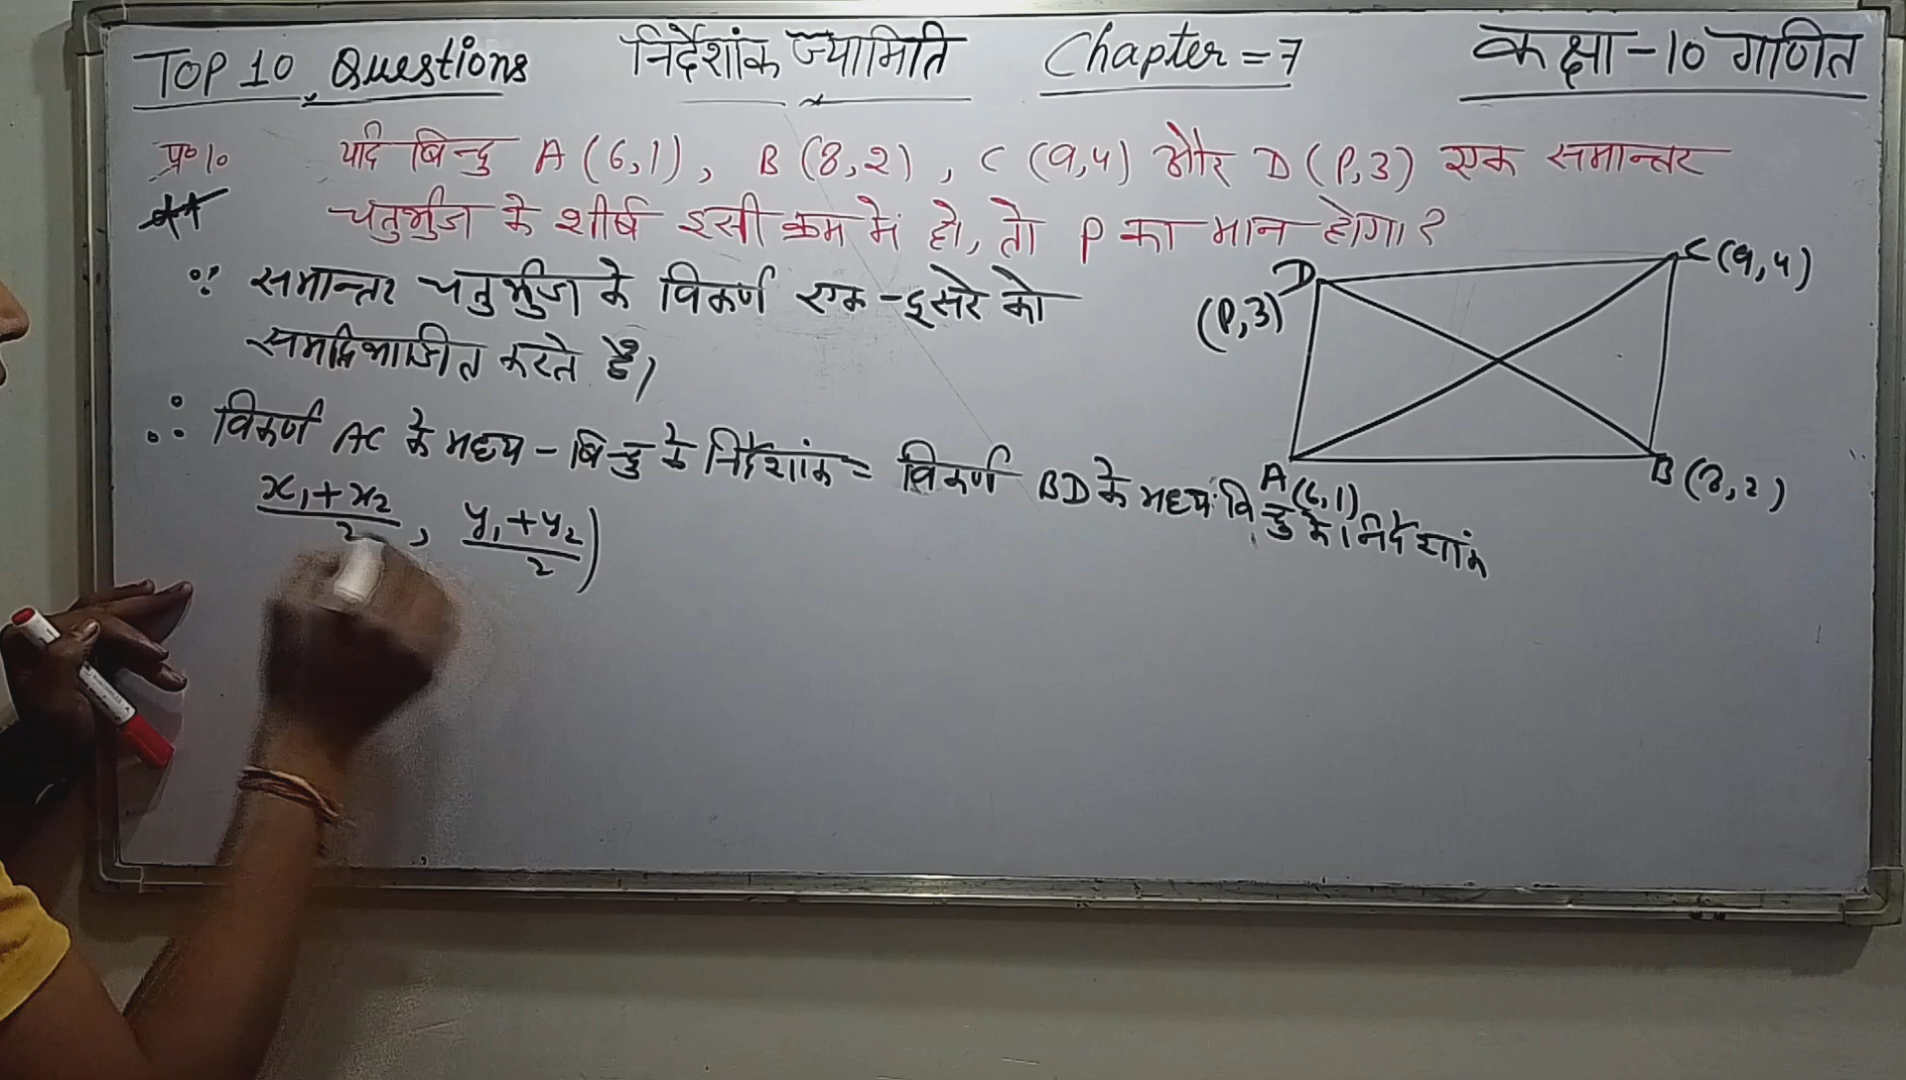 TOP 10 Questions निर्देशांक ज्यामिति Chapter = 7 कक्षा - 10 गणित
प्र० 10 यदि बिन्दु A (6,1), B (8,2), C (9,4) और D (P,3) एक समान्तर
चतुर्भुज के शीर्ष इसी क्रम में हो, तो P का मान होगा?
∵ समान्तर चतुर्भुज के विकर्ण एक-दूसरे को
समद्विभाजित करते है।
∴ विकर्ण AC के मध्य-बिन्दु के निर्देशांक = विकर्ण BD के मध्य बिन्दु के निर्देशांक
x₁+x₂/2, y₁+y₂/2)
D
(P,3)
C (9,4)
A (6,1)
B (8,2)